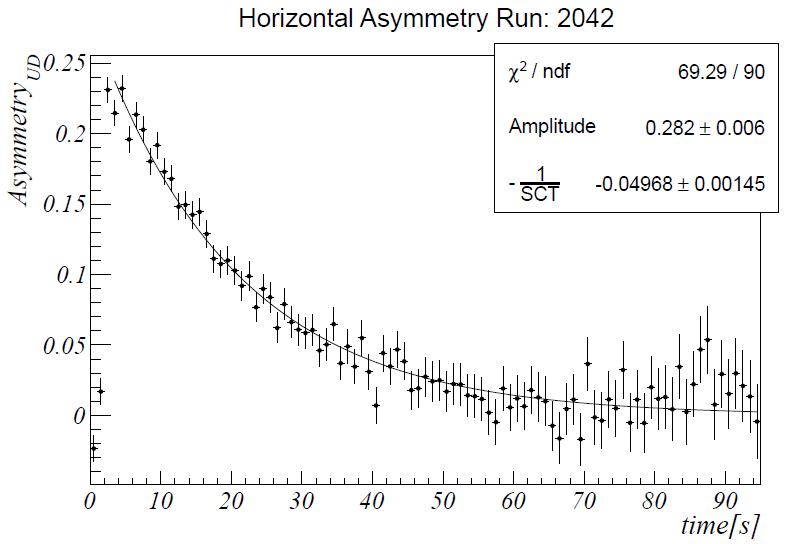 Horizontal Asymmetry Run: 2042
Asymmetry_UD
0.25
0.2
0.15
0.1
0.05
0
χ² / ndf 69.29 / 90
Amplitude 0.282 ± 0.006
- 1/SCT -0.04968 ± 0.00145
0 10 20 30 40 50 60 70 80 90
time[s]